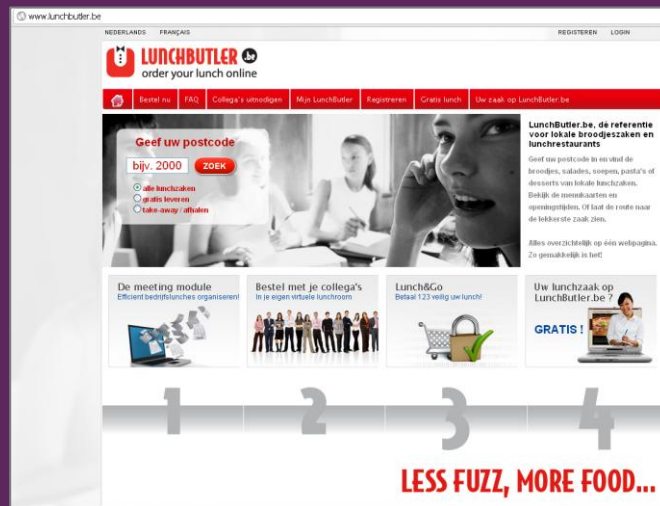 www.lunchbutler.be
NEDERLANDS FRANÇAIS REGISTEREN LOGIN
LUNCHBUTLER .be
order your lunch online
Bestel nu FAQ Collega's uitnodigen Mijn LunchButler Registreren Gratis lunch Uw zaak op LunchButler.be
Geef uw postcode
bijv. 2000 ZOEK
alle lunchzaken
gratis leveren
take-away / afhalen
LunchButler.be, dé referentie
voor lokale broodjeszaken en
lunchrestaurants
Geef uw postcode in en vind de
broodjes, salades, soepen, pasta's of
desserts van lokale lunchzaken.
Bekijk de menukaarten en
openingstijden. Of laat de route naar
de lekkerste zaak zien.
Alles overzichtelijk op één webpagina.
Zo gemakkelijk is het!
De meeting module
Efficient bedrijfslunches organiseren!
Bestel met je collega's
In je eigen virtuele lunchroom
Lunch&Go
Betaal 123 veilig uw lunch!
Uw lunchzaak op
LunchButler.be ?
GRATIS !
1 2 3 4
LESS FUZZ, MORE FOOD...